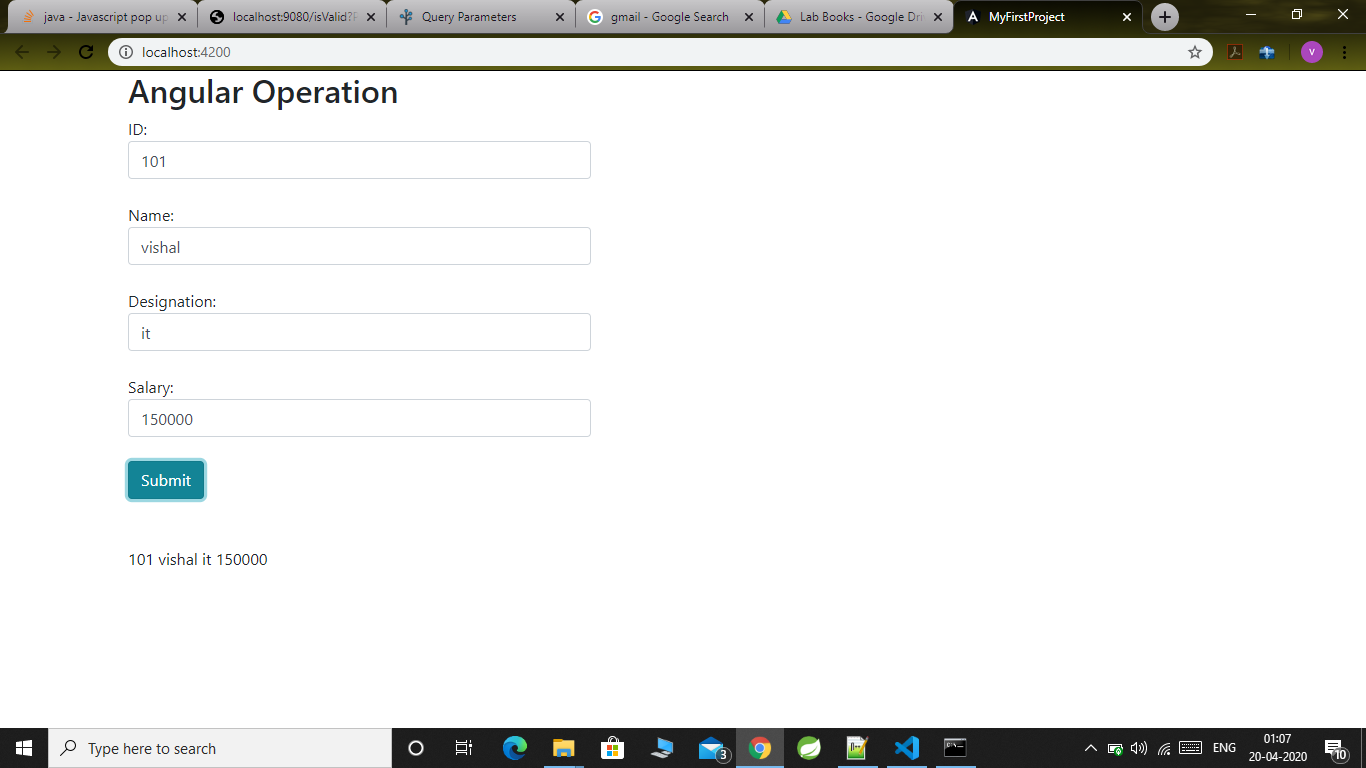 java - Javascript pop up
localhost:9080/isValid?
Query Parameters
gmail - Google Search
Lab Books - Google Dri
MyFirstProject
localhost:4200
V
Angular Operation
ID:
101
Name:
vishal
Designation:
it
Salary:
150000
Submit
101 vishal it 150000
Type here to search
3
ENG
01:07
20-04-2020
10